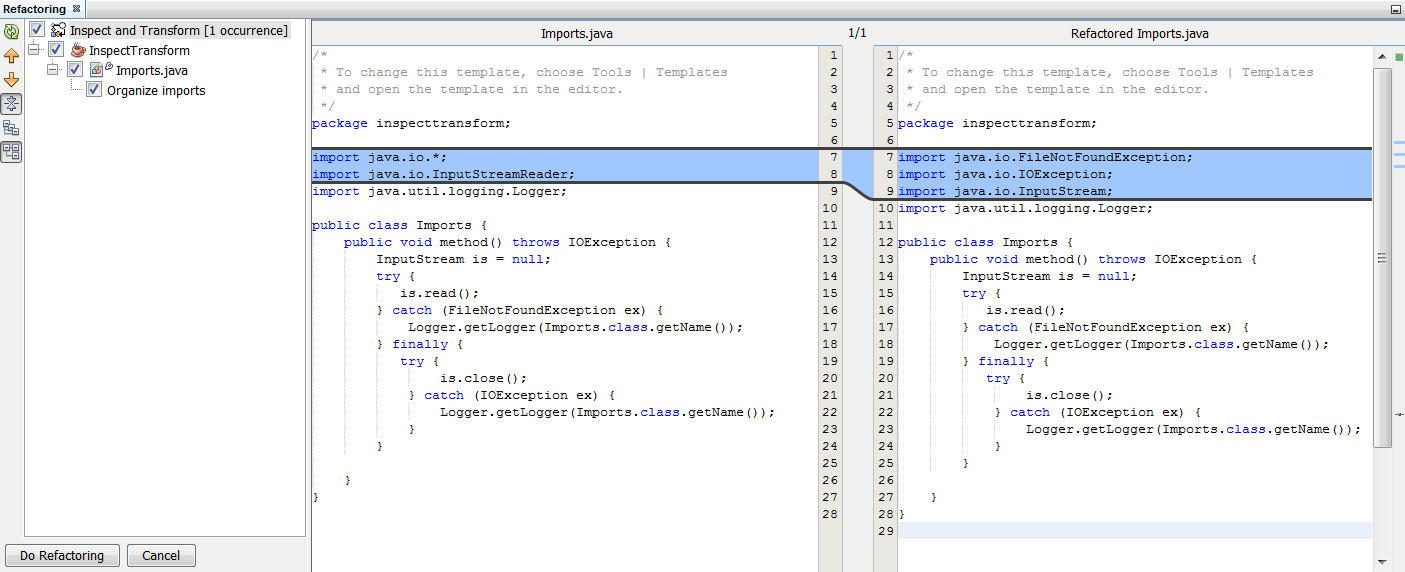 Refactoring
Inspect and Transform [1 occurrence]
InspectTransform
Imports.java
Organize imports
Do Refactoring
Cancel
Imports.java
1/1
Refactored Imports.java
/*
 * To change this template, choose Tools | Templates
 * and open the template in the editor.
 */
package inspecttransform;

import java.io.*;
import java.io.InputStreamReader;
import java.util.logging.Logger;

public class Imports {
    public void method() throws IOException {
        InputStream is = null;
        try {
           is.read();
        } catch (FileNotFoundException ex) {
            Logger.getLogger(Imports.class.getName());
        } finally {
           try {
                is.close();
            } catch (IOException ex) {
                Logger.getLogger(Imports.class.getName());
            }
        }

    }
}
1
2
3
4
5
6
7
8
9
10
11
12
13
14
15
16
17
18
19
20
21
22
23
24
25
26
27
28
1 /*
2  * To change this template, choose Tools | Templates
3  * and open the template in the editor.
4  */
5 package inspecttransform;
6
7 import java.io.FileNotFoundException;
8 import java.io.IOException;
9 import java.io.InputStream;
10 import java.util.logging.Logger;
11
12 public class Imports {
13     public void method() throws IOException {
14         InputStream is = null;
15         try {
16            is.read();
17         } catch (FileNotFoundException ex) {
18             Logger.getLogger(Imports.class.getName());
19         } finally {
20            try {
21                 is.close();
22             } catch (IOException ex) {
23                 Logger.getLogger(Imports.class.getName());
24             }
25         }
26
27     }
28 }
29